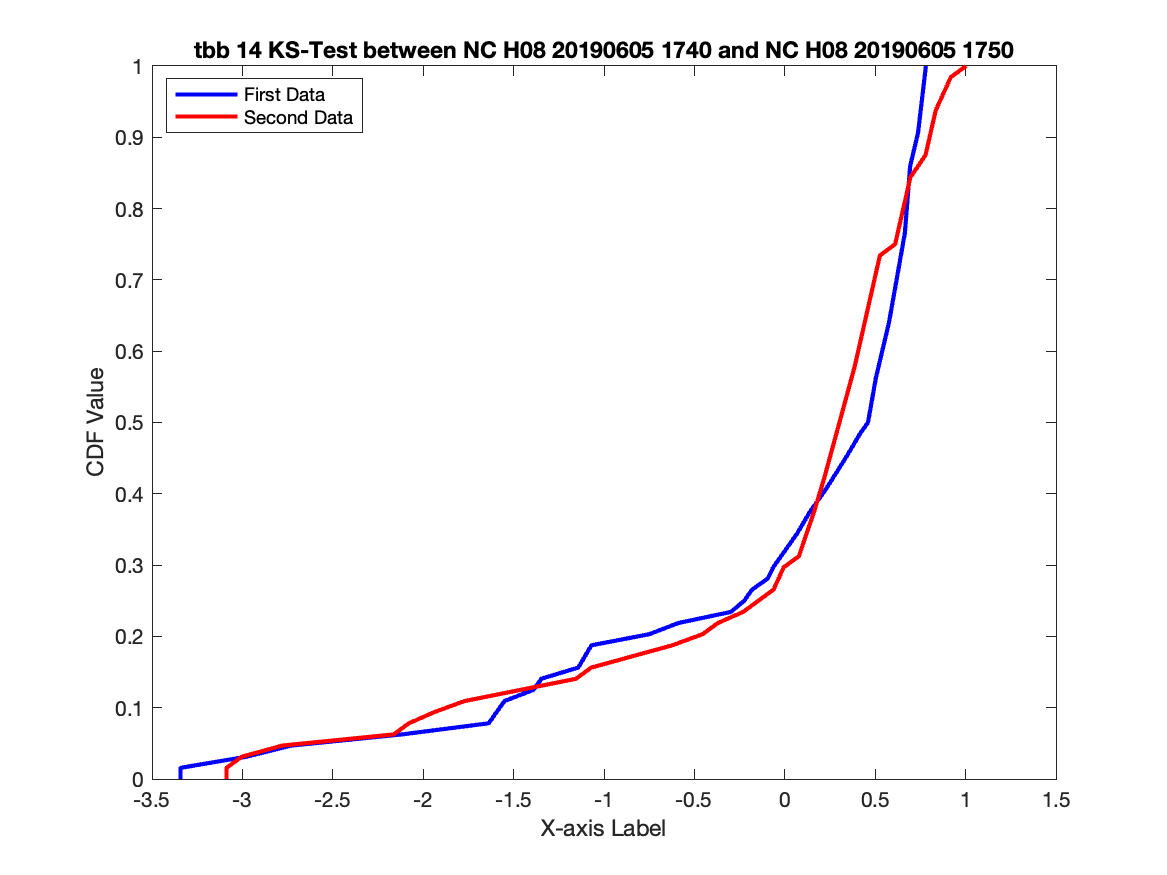 tbb 14 KS-Test between NC H08 20190605 1740 and NC H08 20190605 1750
First Data
Second Data
1
0.9
0.8
0.7
0.6
0.5
0.4
0.3
0.2
0.1
0
CDF Value
-3.5 -3 -2.5 -2 -1.5 -1 -0.5 0 0.5 1 1.5
X-axis Label